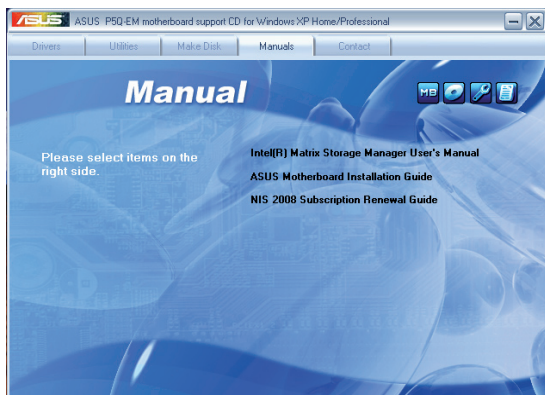 ASUS P5Q-EM motherboard support CD for Windows XP Home/Professional
Drivers
Utilities
Make Disk
Manuals
Contact
Manual
MB
Please select items on the
right side.
Intel(R) Matrix Storage Manager User's Manual
ASUS Motherboard Installation Guide
NIS 2008 Subscription Renewal Guide